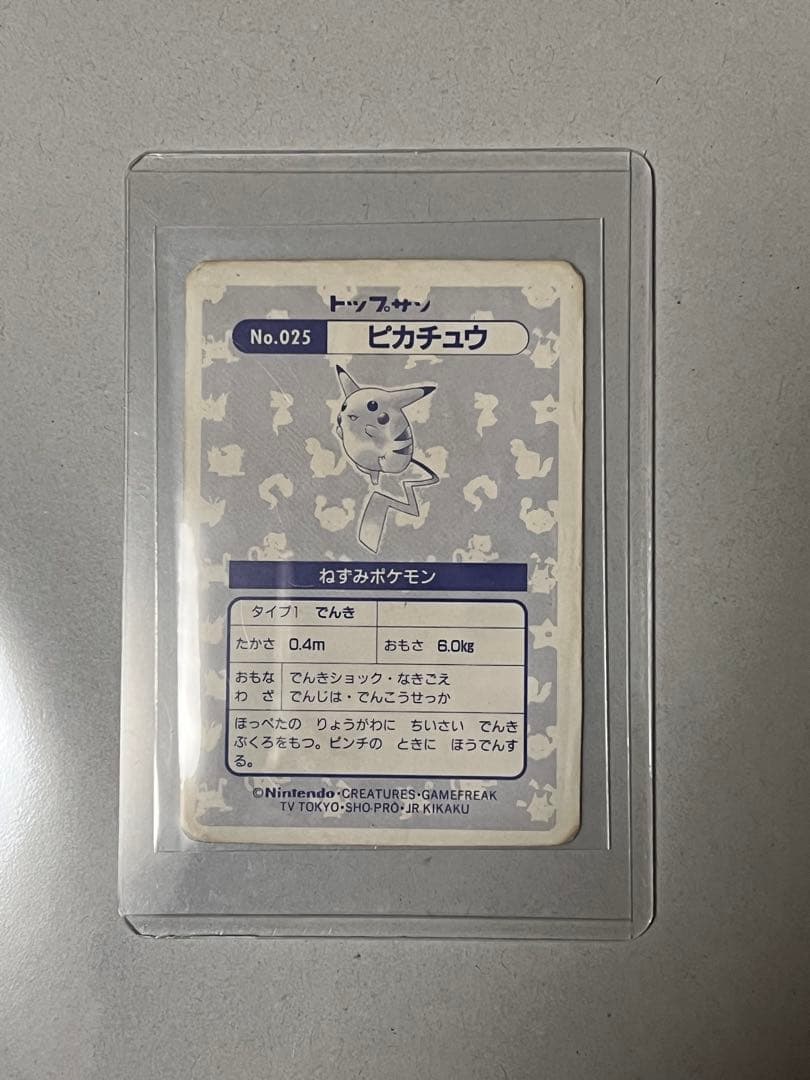 トップサン
No.025 ピカチュウ
ねずみポケモン
タイプ1 でんき
たかさ 0.4m おもさ 6.0kg
おもな でんきショック・なきごえ
わ ざ でんじは・でんこうせっか
ほっぺたの りょうがわに ちいさい でんき
ぶくろをもつ。ピンチの ときに ほうでんす
る。
©Nintendo・CREATURES・GAMEFREAK
TV TOKYO・SHO-PRO・JR KIKAKU